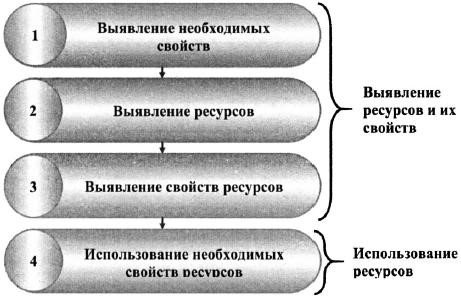 1
Выявление необходимых
свойств
2
Выявление ресурсов
3
Выявление свойств ресурсов
4
Использование необходимых
свойств ресурсов
Выявление
ресурсов и их
свойств
Использование
ресурсов